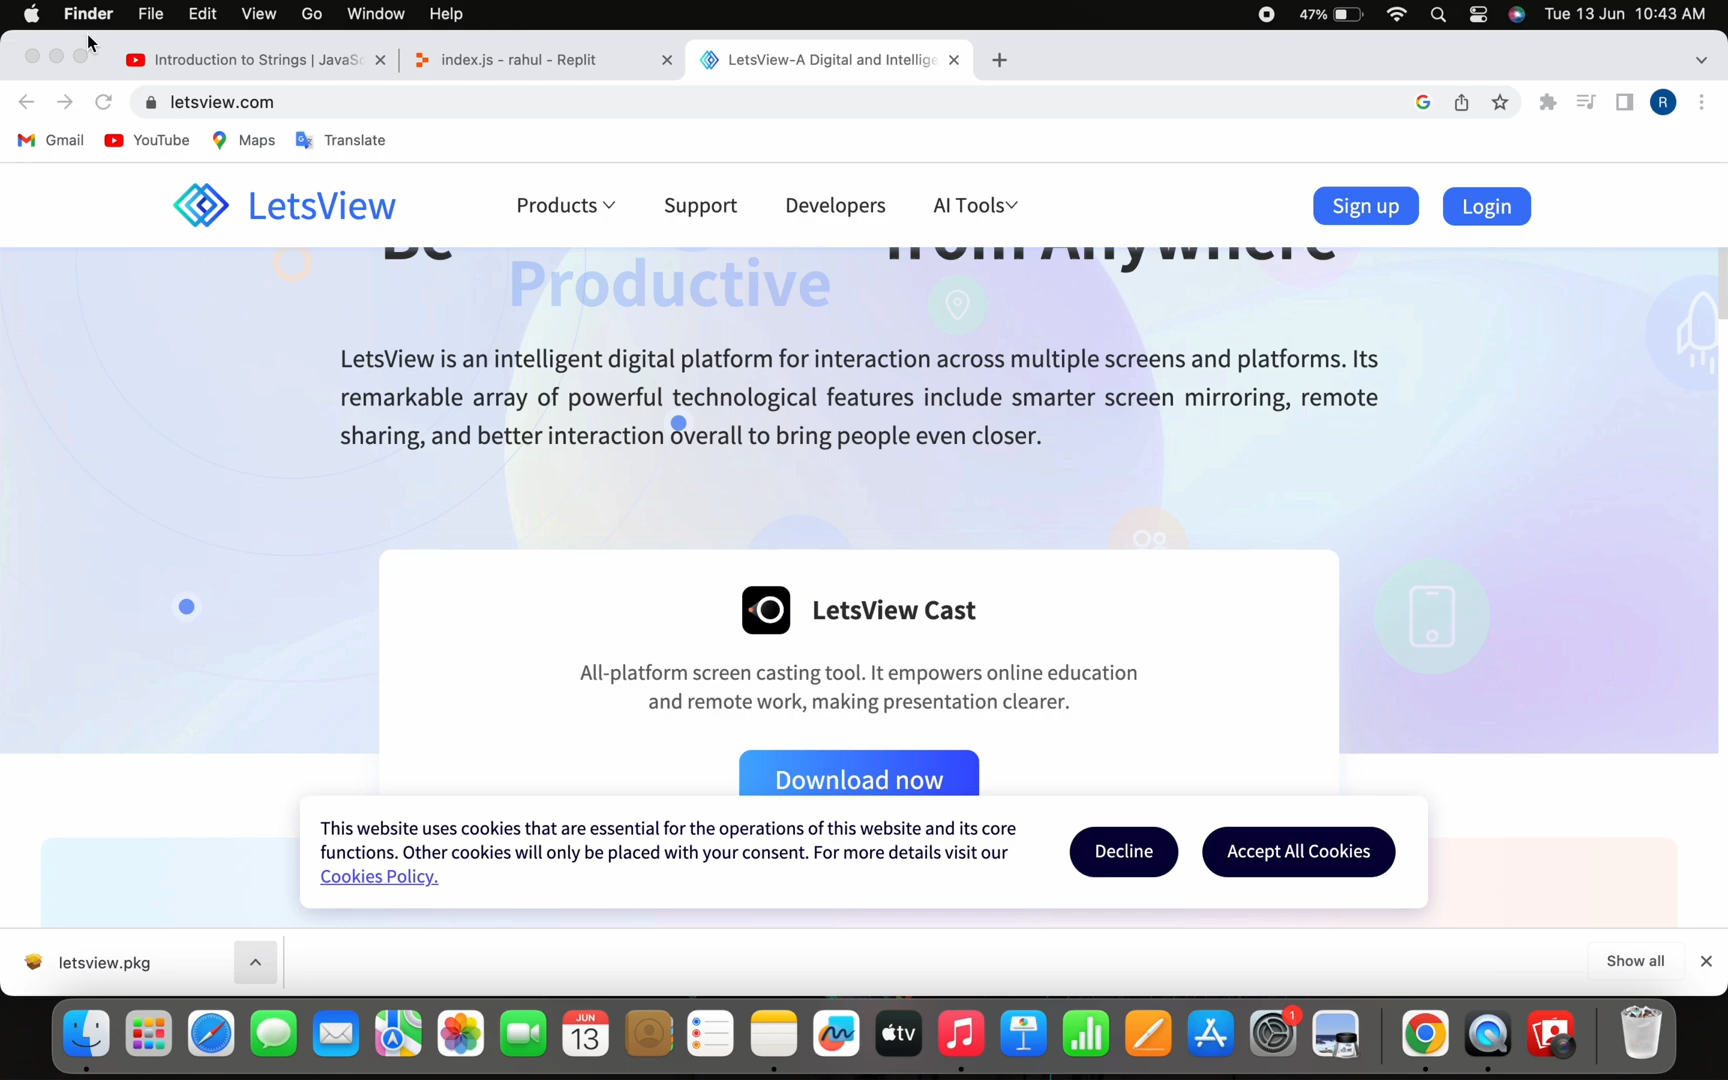 Finder File Edit View Go Window Help 47% Tue 13 Jun 10:43 AM
Introduction to Strings | JavaSc index.js - rahul - Replit LetsView-A Digital and Intellige
letsview.com R
Gmail YouTube Maps Translate
LetsView Products Support Developers AI Tools Sign up Login
Be Productive from Anywhere
LetsView is an intelligent digital platform for interaction across multiple screens and platforms. Its
remarkable array of powerful technological features include smarter screen mirroring, remote
sharing, and better interaction overall to bring people even closer.
LetsView Cast
All-platform screen casting tool. It empowers online education
and remote work, making presentation clearer.
Download now
This website uses cookies that are essential for the operations of this website and its core
functions. Other cookies will only be placed with your consent. For more details visit our
Cookies Policy.
Decline Accept All Cookies
letsview.pkg Show all
JUN
13
tv
1